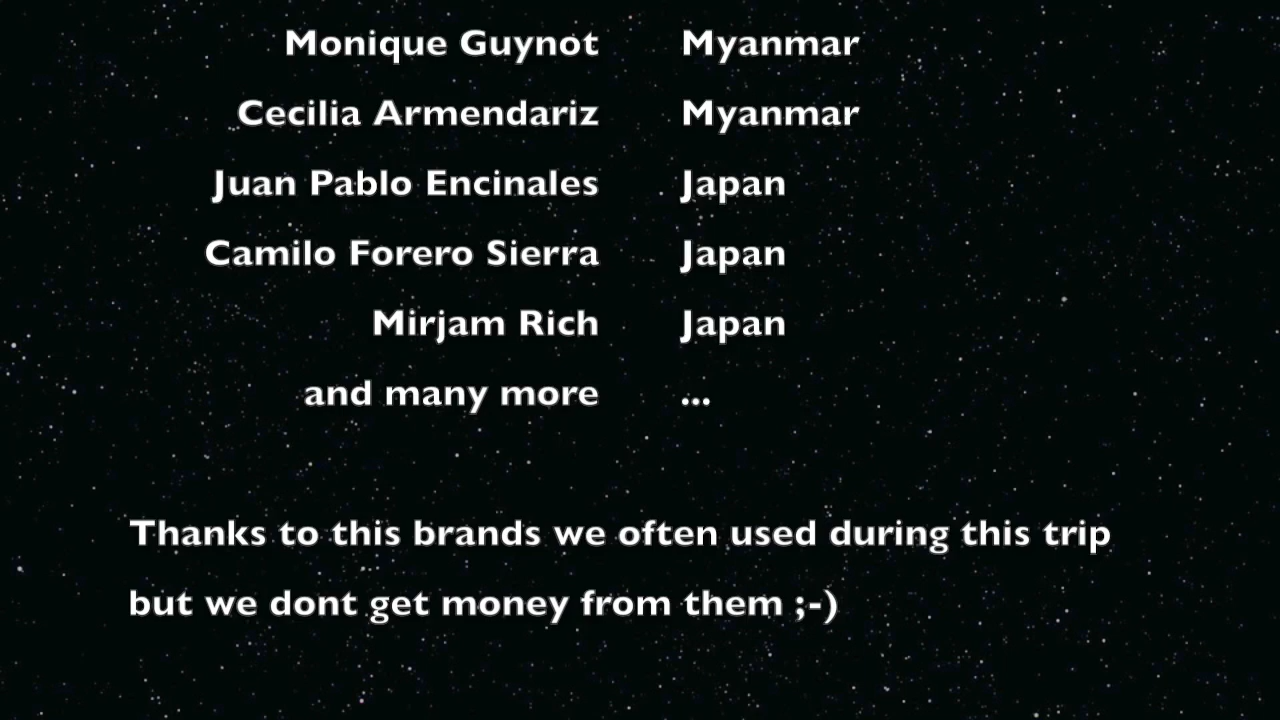 Monique Guynot Myanmar
Cecilia Armendariz Myanmar
Juan Pablo Encinales Japan
Camilo Forero Sierra Japan
Mirjam Rich Japan
and many more ...
Thanks to this brands we often used during this trip
but we dont get money from them ;-)